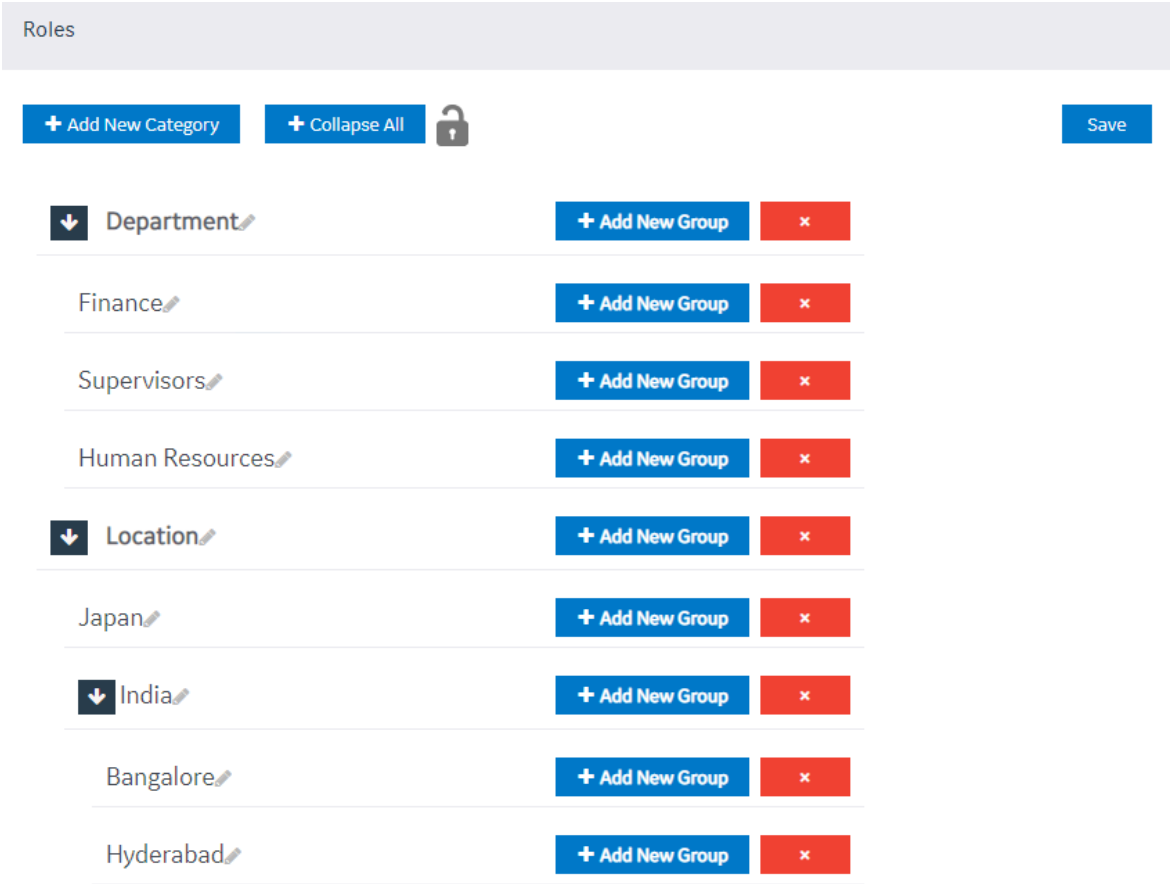 Roles
+ Add New Category + Collapse All Save
Department + Add New Group ×
Finance + Add New Group ×
Supervisors + Add New Group ×
Human Resources + Add New Group ×
Location + Add New Group ×
Japan + Add New Group ×
India + Add New Group ×
Bangalore + Add New Group ×
Hyderabad + Add New Group ×